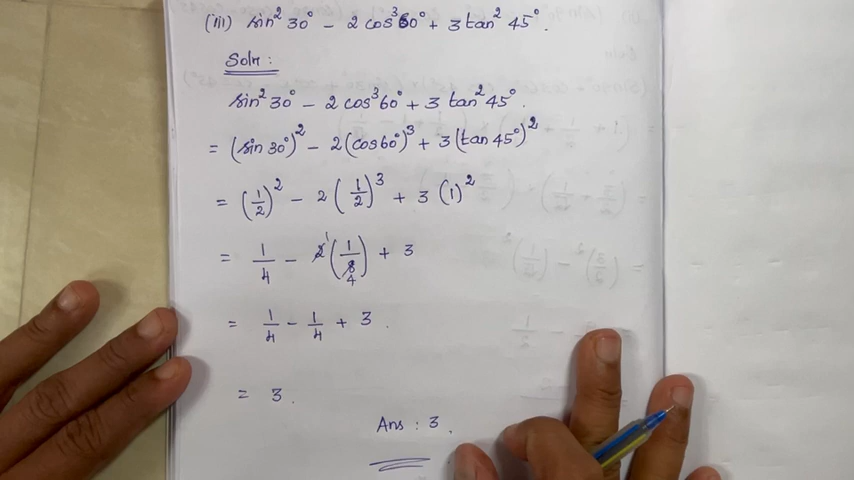 (iii) sin² 30° - 2 cos³ 60° + 3 tan² 45°.
Soln :
sin² 30° - 2 cos³ 60° + 3 tan² 45°.
= (sin 30°)² - 2 (cos 60°)³ + 3 (tan 45°)²
= (1/2)² - 2 (1/2)³ + 3 (1)²
= 1/4 - 2 1 (1/8 4) + 3
= 1/4 - 1/4 + 3.
= 3.
Ans : 3.